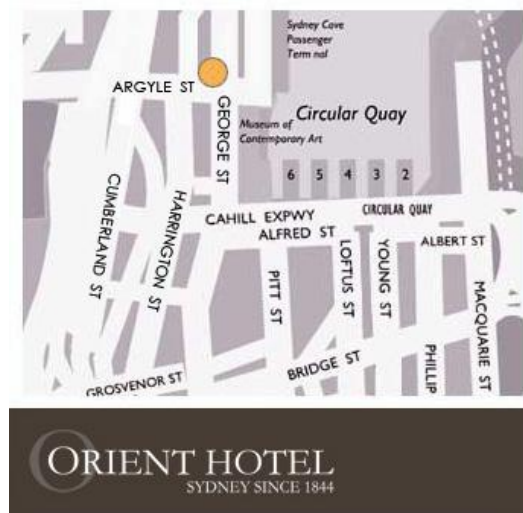 Sydney Cove
Passenger
Term nal
ARGYLE ST
GEORGE ST
Museum of
Contemporary Art
Circular Quay
6 5 4 3 2
CUMBERLAND ST
HARRINGTON ST
CAHILL EXPWY
CIRCULAR QUAY
ALFRED ST
ALBERT ST
PITT ST
LOFTUS ST
YOUNG ST
PHILLIP
MACQUARIE ST
BRIDGE ST
GROSVENOR ST
ORIENT HOTEL
SYDNEY SINCE 1844